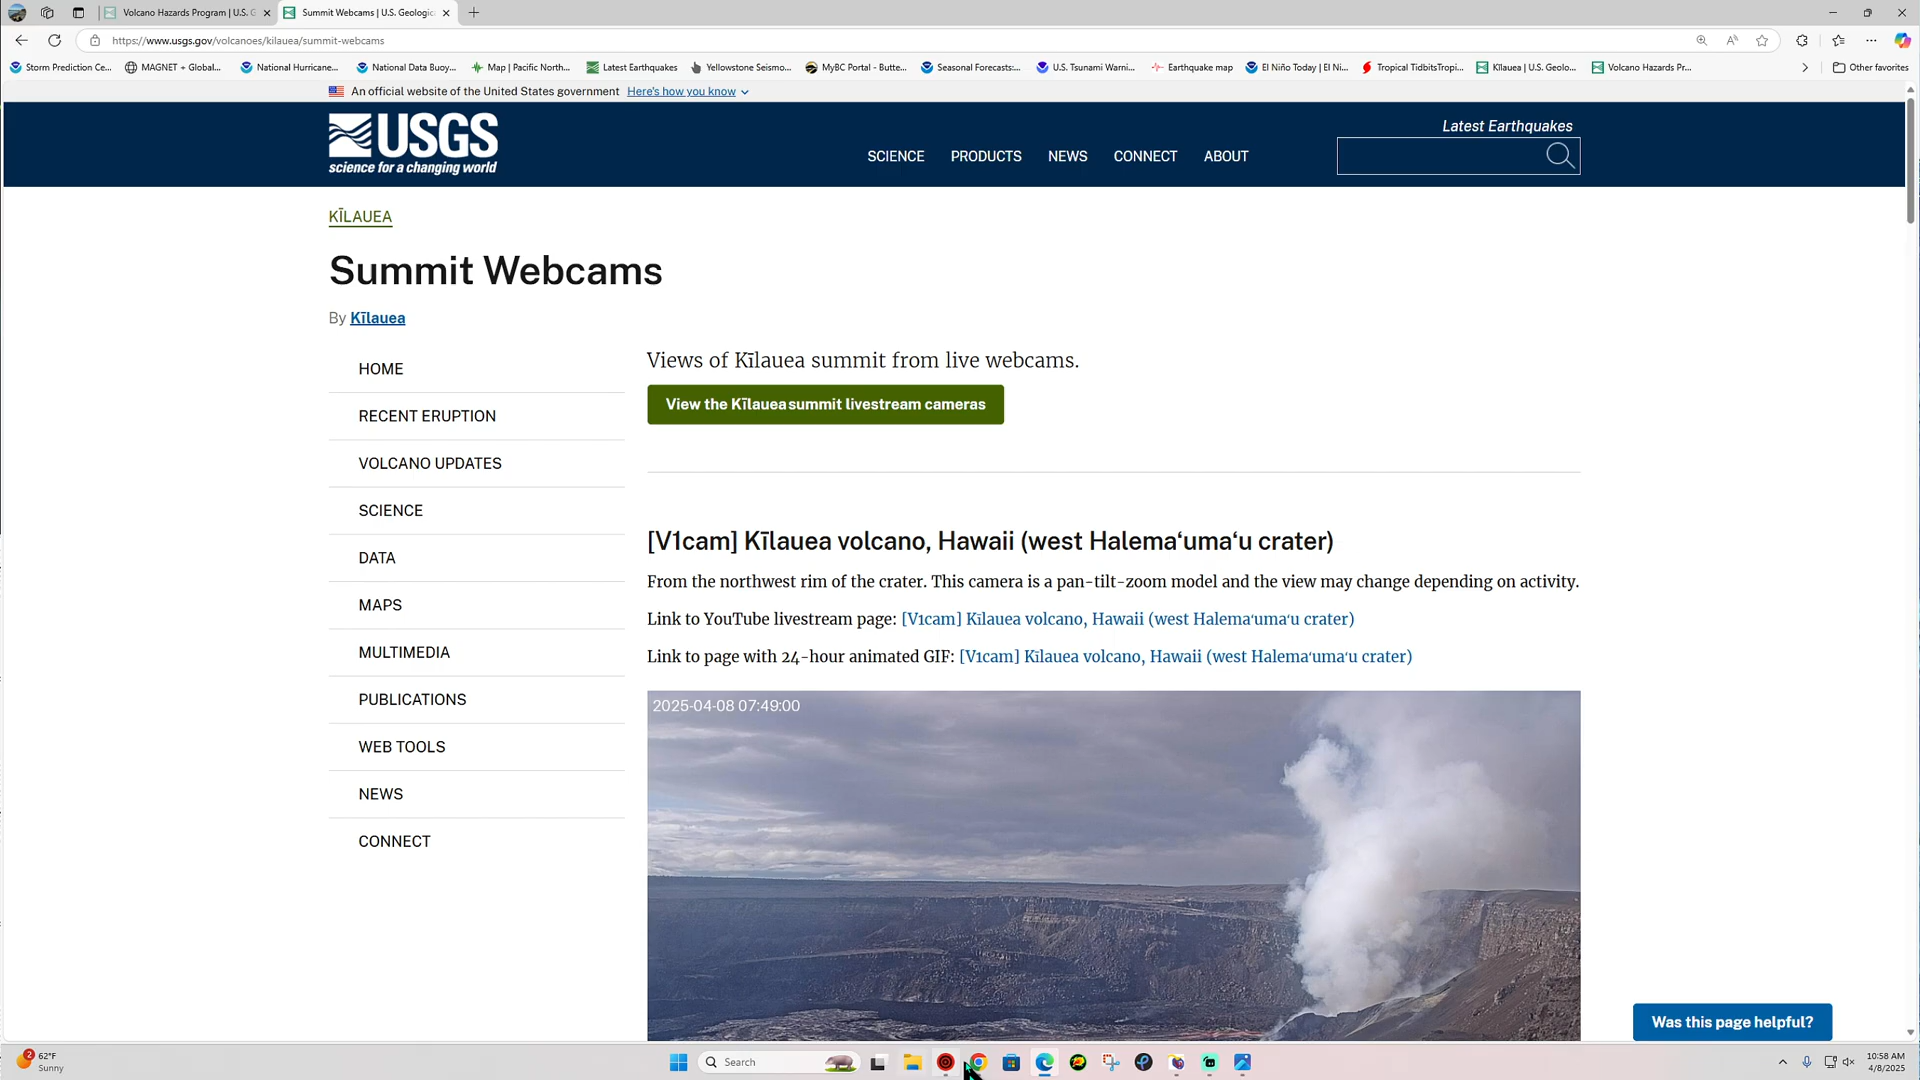 Volcano Hazards Program | U.S. G
Summit Webcams | U.S. Geologic
https://www.usgs.gov/volcanoes/kilauea/summit-webcams
Storm Prediction Ce...
MAGNET + Global...
National Hurricane...
National Data Buoy...
Map | Pacific North...
Latest Earthquakes
Yellowstone Seismo...
MyBC Portal - Butte...
Seasonal Forecasts:...
U.S. Tsunami Warni...
Earthquake map
El Niño Today | El Ni...
Tropical TidbitsTropi...
Kīlauea | U.S. Geolo...
Volcano Hazards Pr...
Other favorites
An official website of the United States government Here's how you know
USGS
science for a changing world
SCIENCE PRODUCTS NEWS CONNECT ABOUT
Latest Earthquakes
KĪLAUEA
Summit Webcams
By Kīlauea
HOME
RECENT ERUPTION
VOLCANO UPDATES
SCIENCE
DATA
MAPS
MULTIMEDIA
PUBLICATIONS
WEB TOOLS
NEWS
CONNECT
Views of Kīlauea summit from live webcams.
View the Kīlauea summit livestream cameras
[V1cam] Kīlauea volcano, Hawaii (west Halemaʻumaʻu crater)
From the northwest rim of the crater. This camera is a pan-tilt-zoom model and the view may change depending on activity.
Link to YouTube livestream page: [V1cam] Kīlauea volcano, Hawaii (west Halemaʻumaʻu crater)
Link to page with 24-hour animated GIF: [V1cam] Kīlauea volcano, Hawaii (west Halemaʻumaʻu crater)
2025-04-08 07:49:00
Was this page helpful?
2
62°F
Sunny
Search
10:58 AM
4/8/2025